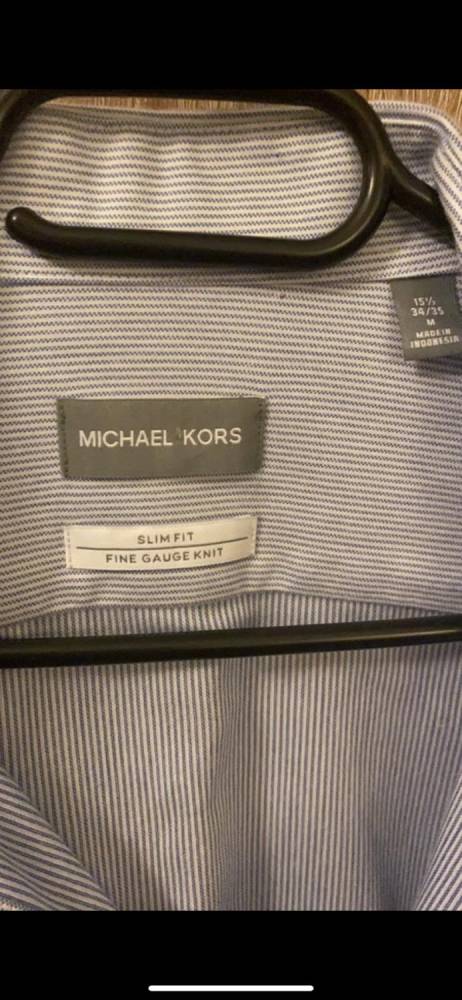 15½
34/35
M
MADE IN
INDONESIA
MICHAEL KORS
SLIM FIT
FINE GAUGE KNIT